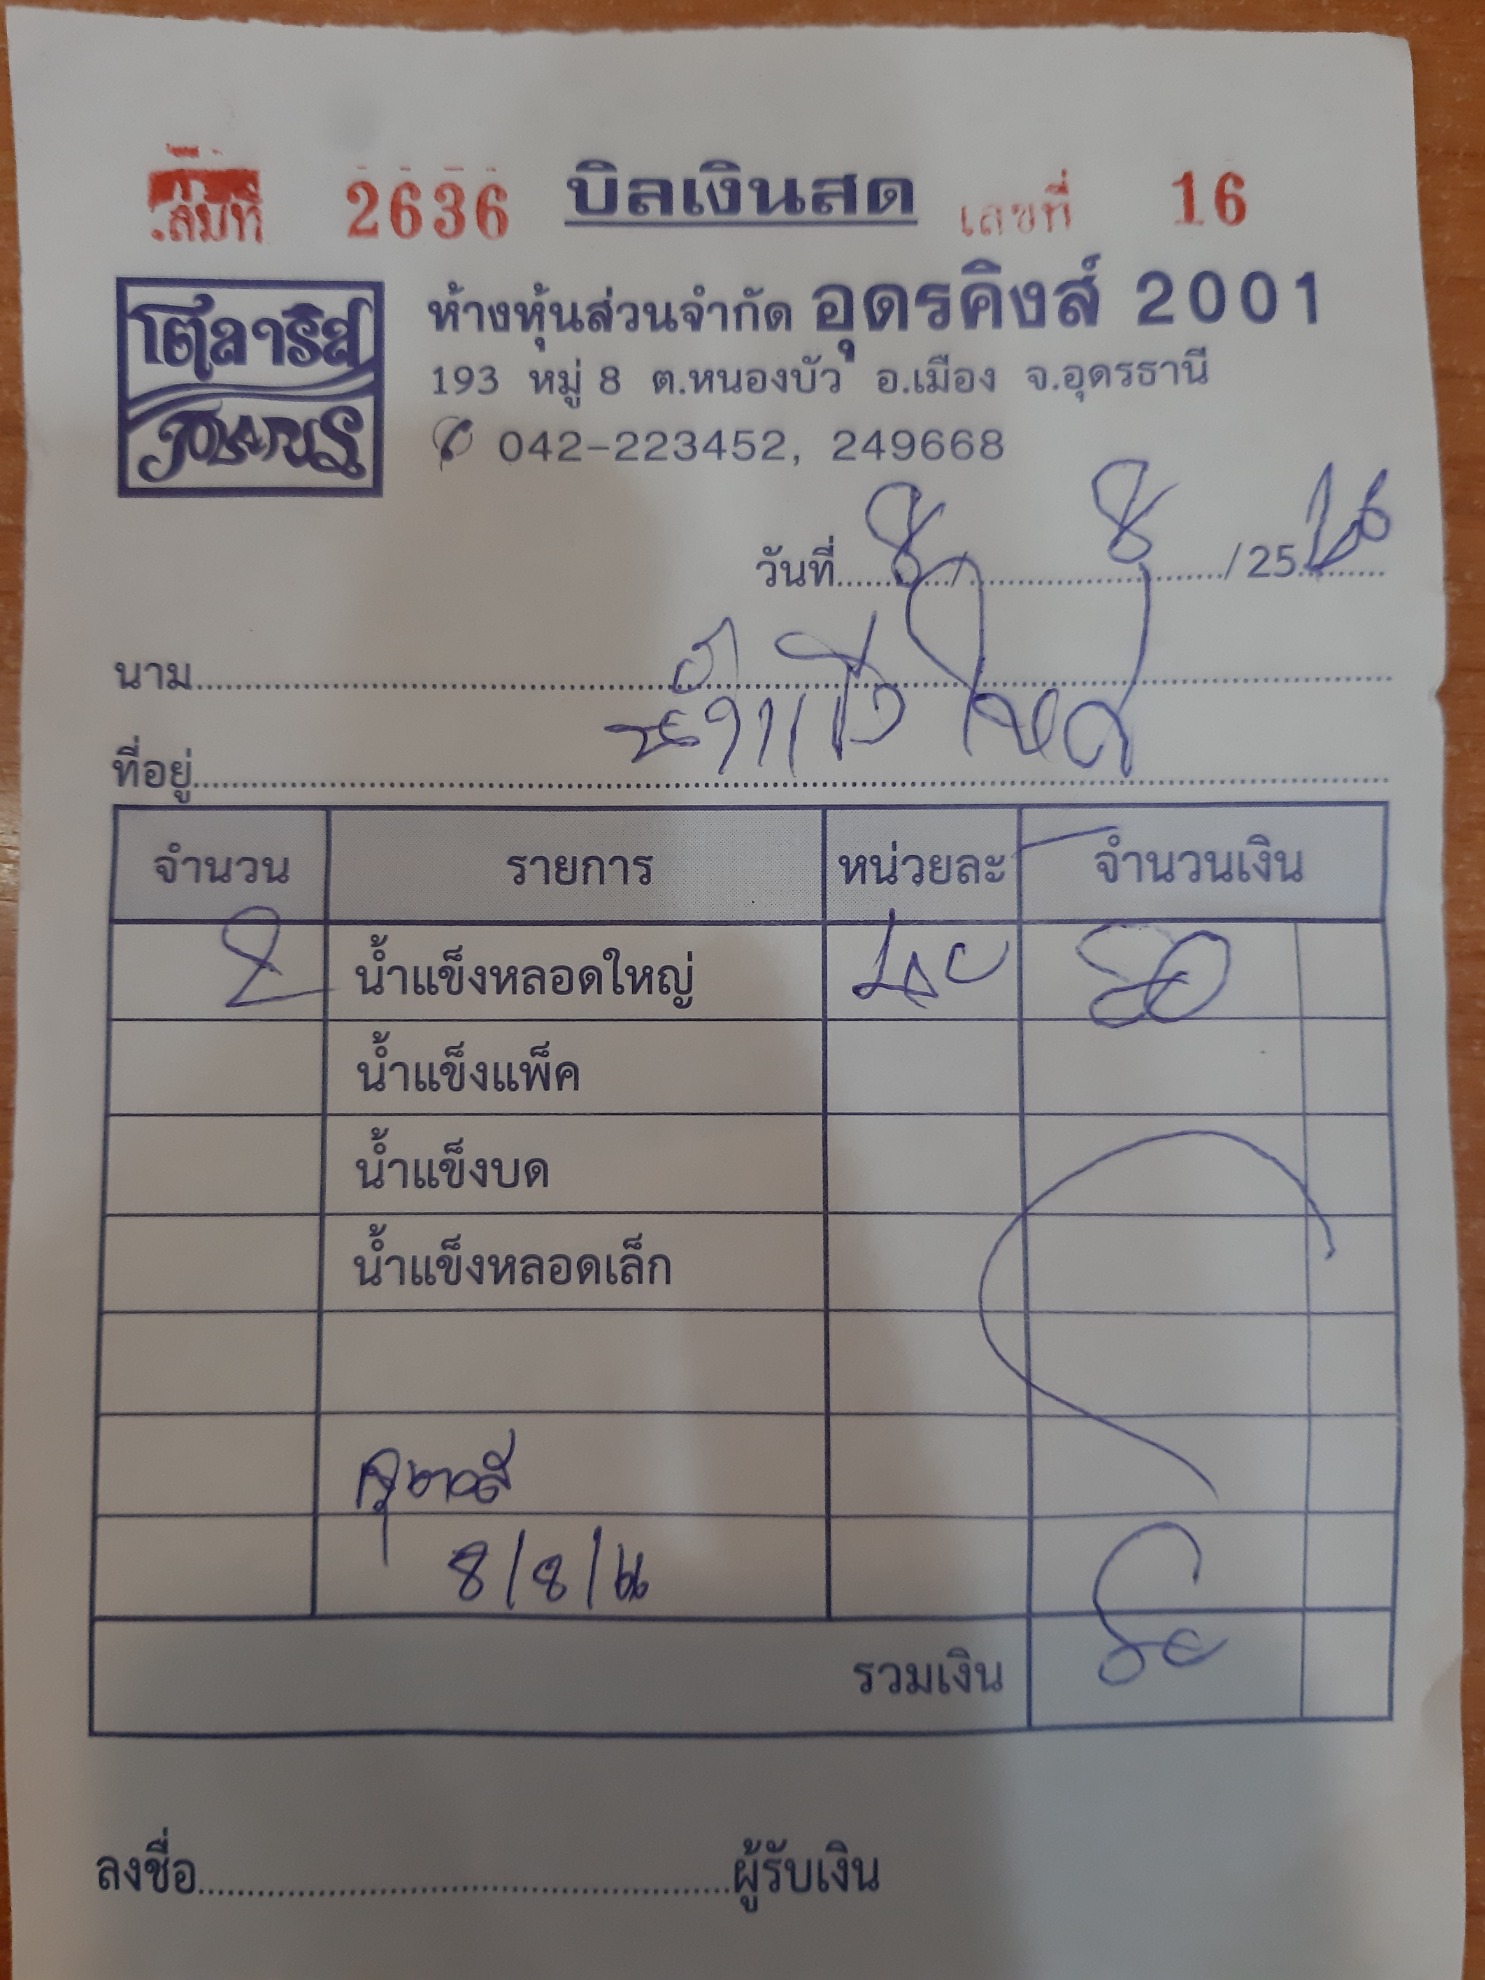 เล่มที่ 2636 บิลเงินสด เลขที่ 16
โพลาริส ห้างหุ้นส่วนจำกัด อุดรคิงส์ 2001
193 หมู่ 8 ต.หนองบัว อ.เมือง จ.อุดรธานี
042-223452, 249668
วันที่ 8 / 8 / 25
นาม
ที่อยู่
จำนวน รายการ หน่วยละ จำนวนเงิน
2 น้ำแข็งหลอดใหญ่ 40 80
น้ำแข็งแพ็ค
น้ำแข็งบด
น้ำแข็งหลอดเล็ก
8/8/
รวมเงิน 80
ลงชื่อ ผู้รับเงิน